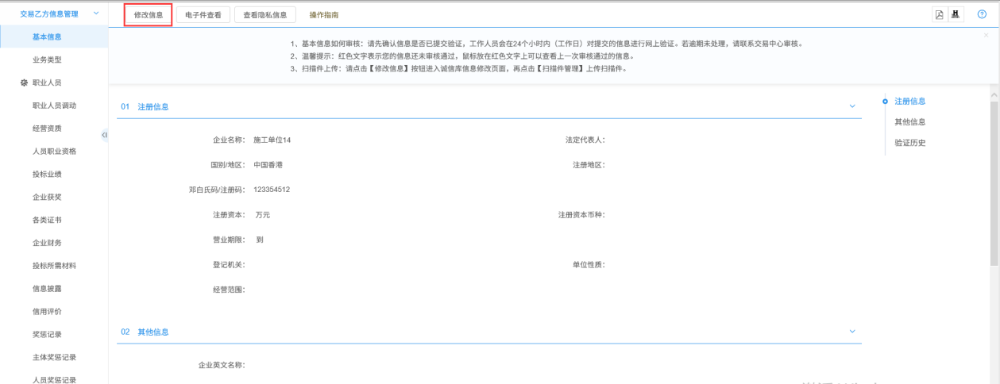 交易乙方信息管理
修改信息 电子件查看 查看隐私信息 操作指南
基本信息
业务类型
职业人员
职业人员调动
经营资质
人员职业资格
投标业绩
企业获奖
各类证书
企业财务
投标所需材料
信息披露
信用评价
奖惩记录
主体奖惩记录
人员奖惩记录
1、基本信息如何审核：请先确认信息是否已提交验证，工作人员会在24个小时内（工作日）对提交的信息进行网上验证。若逾期未处理，请联系交易中心审核。
2、温馨提示：红色文字表示您的信息还未审核通过，鼠标放在红色文字上可以查看上一次审核通过的信息。
3、扫描件上传：请点击【修改信息】按钮进入诚信库信息修改页面，再点击【扫描件管理】上传扫描件。
01 注册信息
企业名称： 施工单位14 法定代表人：
国别/地区： 中国香港 注册地区：
邓白氏码/注册码： 123354512
注册资本： 万元 注册资本币种：
营业期限： 到
登记机关： 单位性质：
经营范围：
02 其他信息
企业英文名称：
注册信息
其他信息
验证历史